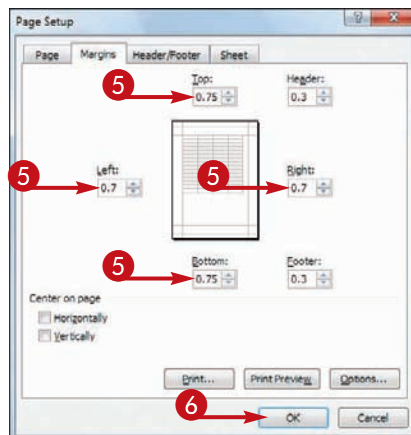 Page Setup
Page Margins Header/Footer Sheet
5 Top: Header:
0.75 0.3
5 Left: 5 Right:
0.7 0.7
5 Bottom: Footer:
0.75 0.3
Center on page
Horizontally
Vertically
Print... Print Preview Options...
6 OK Cancel